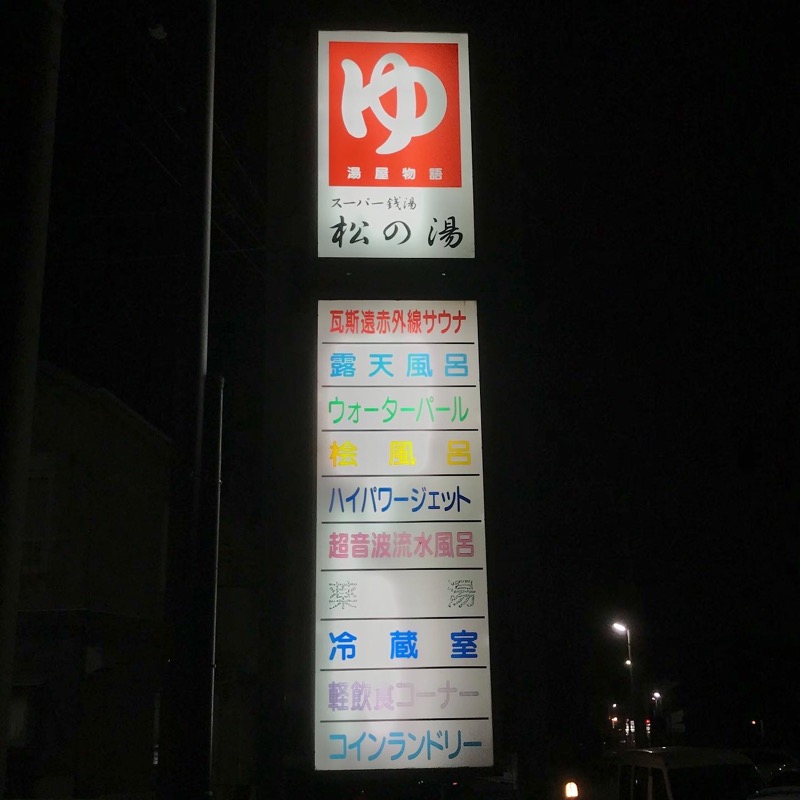 ゆ
湯屋物語
スーパー銭湯
松の湯
瓦斯遠赤外線サウナ
露天風呂
ウォーターパール
桧風呂
ハイパワージェット
超音波流水風呂
薬湯
冷蔵室
軽飲食コーナー
コインランドリー